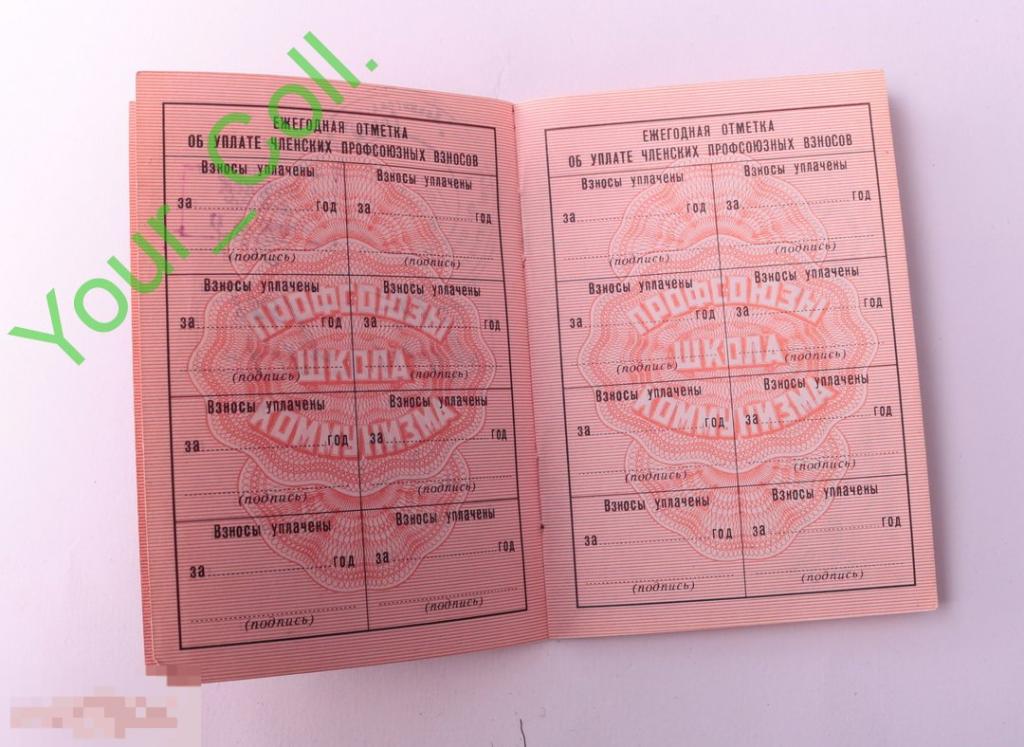 Your_Coll.
ЕЖЕГОДНАЯ ОТМЕТКА
ОБ УПЛАТЕ ЧЛЕНСКИХ ПРОФСОЮЗНЫХ ВЗНОСОВ
Взносы уплачены Взносы уплачены
за год за год
(подпись) (подпись)
Взносы уплачены Взносы уплачены
за год за год
(подпись) (подпись)
Взносы уплачены Взносы уплачены
за год за год
(подпись) (подпись)
Взносы уплачены Взносы уплачены
за год за год
(подпись) (подпись)
ПРОФСОЮЗЫ
ШКОЛА
КОММУНИЗМА
ЕЖЕГОДНАЯ ОТМЕТКА
ОБ УПЛАТЕ ЧЛЕНСКИХ ПРОФСОЮЗНЫХ ВЗНОСОВ
Взносы уплачены Взносы уплачены
за год за год
(подпись) (подпись)
Взносы уплачены Взносы уплачены
за год за год
(подпись) (подпись)
Взносы уплачены Взносы уплачены
за год за год
(подпись) (подпись)
Взносы уплачены Взносы уплачены
за год за год
(подпись) (подпись)
ПРОФСОЮЗЫ
ШКОЛА
КОММУНИЗМА